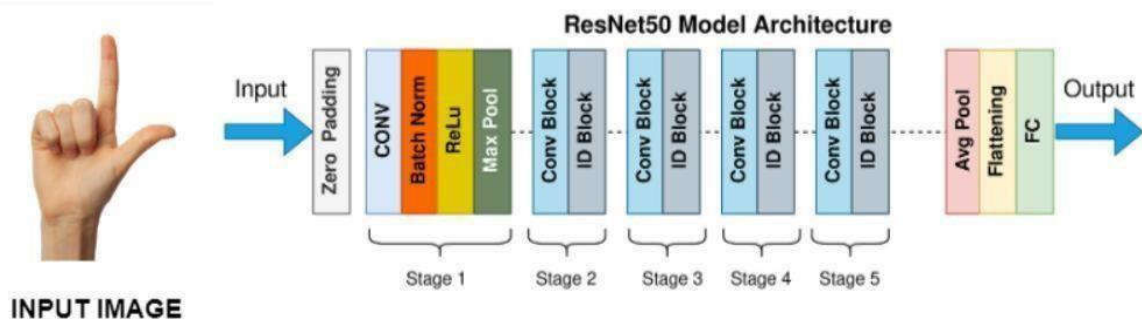 ResNet50 Model Architecture
Input
Zero Padding
CONV
Batch Norm
ReLu
Max Pool
Conv Block
ID Block
Conv Block
ID Block
Conv Block
ID Block
Conv Block
ID Block
Avg Pool
Flattening
FC
Output
Stage 1
Stage 2
Stage 3
Stage 4
Stage 5
INPUT IMAGE